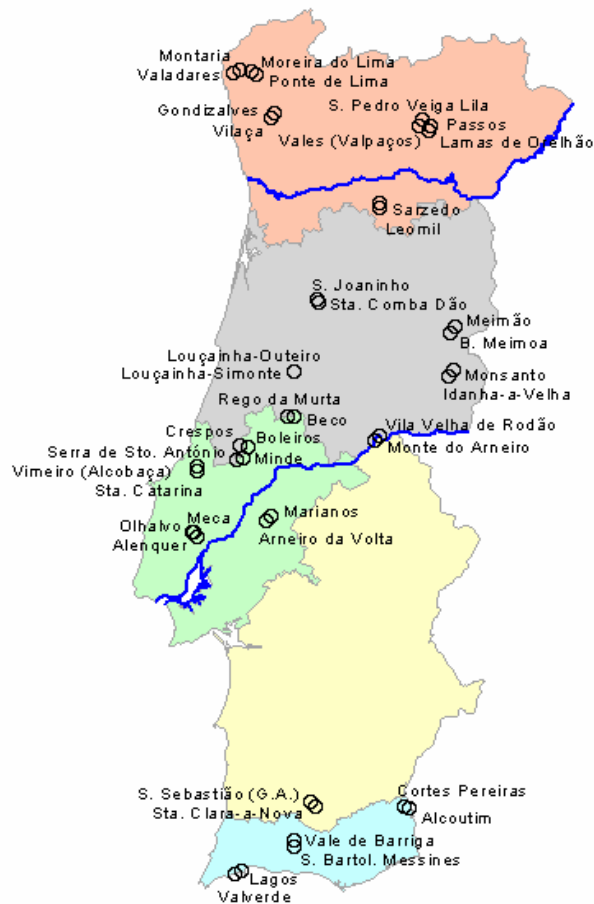 Montaria
Moreira do Lima
Valadares
Ponte de Lima
Gondizalves
S. Pedro Veiga Lila
Vilaça
Passos
Vales (Valpaços)
Lamas de Orelhão
Sarzedo
Leomil
S. Joaninho
Sta. Comba Dão
Meimão
B. Meimoa
Louçainha-Outeiro
Louçainha-Simonte
Monsanto
Idanha-a-Velha
Rego da Murta
Beco
Vila Velha de Rodão
Monte do Arneiro
Crespos
Boleiros
Serra de Sto. António
Minde
Vimeiro (Alcobaça)
Sta. Catarina
Meca
Marianos
Olhalvo
Arneiro da Volta
Alenquer
Cortes Pereiras
S. Sebastião (G.A.)
Sta. Clara-a-Nova
Alcoutim
Vale de Barriga
S. Bartol. Messines
Lagos
Valverde